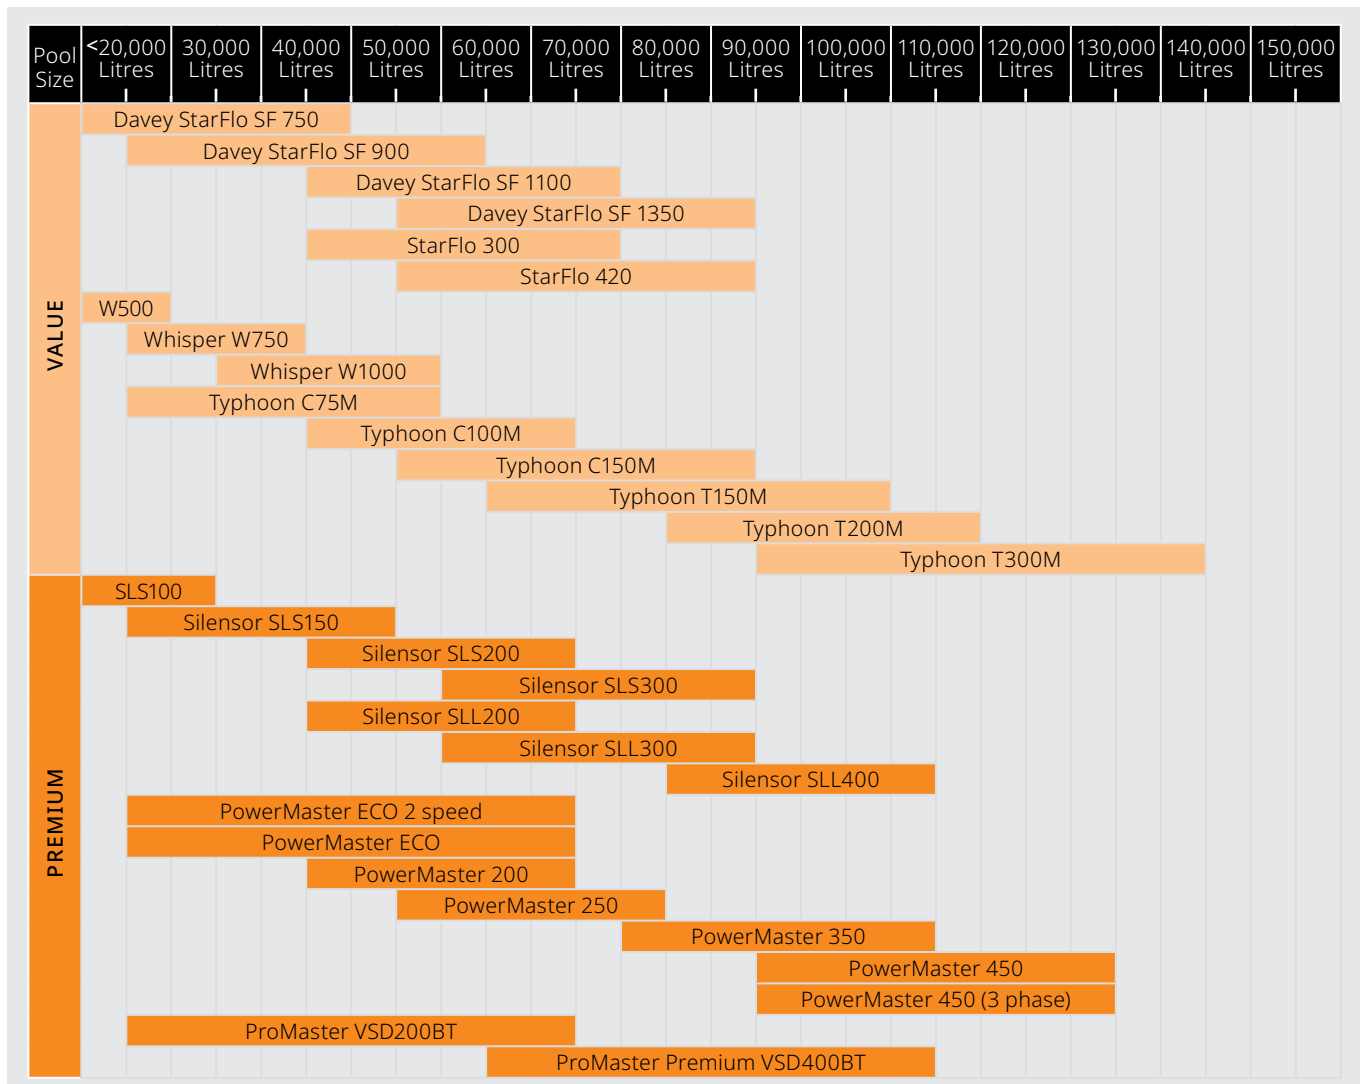 Pool
Size
<20,000
Litres
30,000
Litres
40,000
Litres
50,000
Litres
60,000
Litres
70,000
Litres
80,000
Litres
90,000
Litres
100,000
Litres
110,000
Litres
120,000
Litres
130,000
Litres
140,000
Litres
150,000
Litres
VALUE
Davey StarFlo SF 750
Davey StarFlo SF 900
Davey StarFlo SF 1100
Davey StarFlo SF 1350
StarFlo 300
StarFlo 420
W500
Whisper W750
Whisper W1000
Typhoon C75M
Typhoon C100M
Typhoon C150M
Typhoon T150M
Typhoon T200M
Typhoon T300M
PREMIUM
SLS100
Silensor SLS150
Silensor SLS200
Silensor SLS300
Silensor SLL200
Silensor SLL300
Silensor SLL400
PowerMaster ECO 2 speed
PowerMaster ECO
PowerMaster 200
PowerMaster 250
PowerMaster 350
PowerMaster 450
PowerMaster 450 (3 phase)
ProMaster VSD200BT
ProMaster Premium VSD400BT